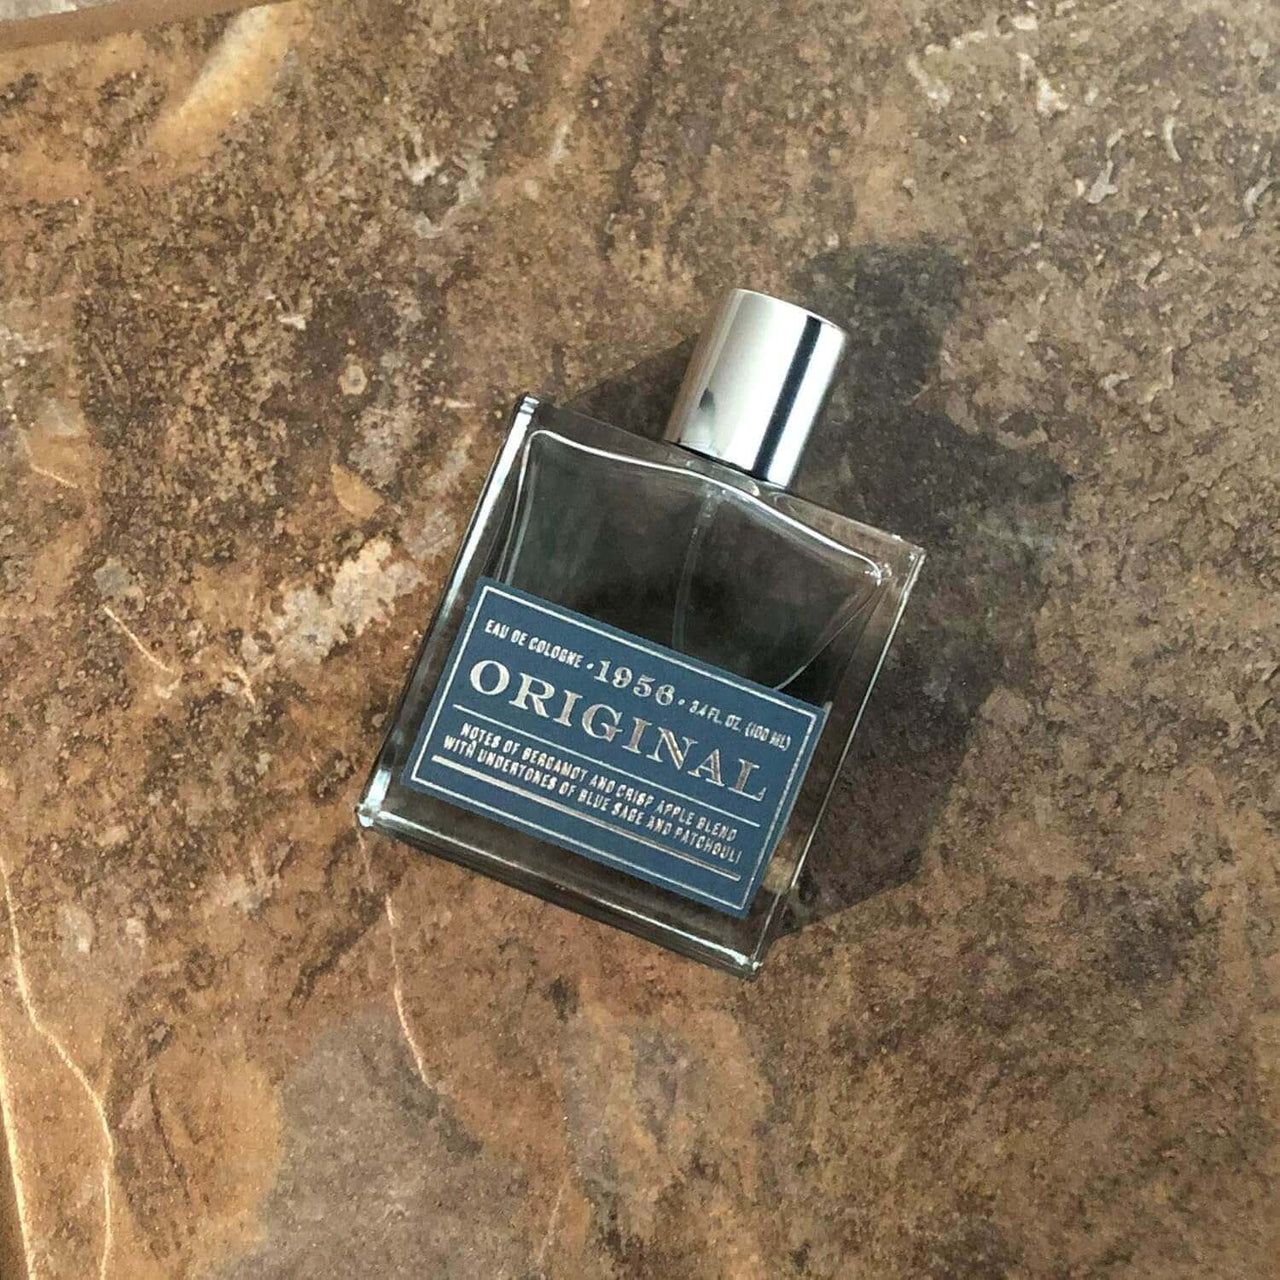 EAU DE COLOGNE • 1956 • 3.4 FL. OZ. (100 ML)
ORIGINAL
NOTES OF BERGAMOT AND CRISP APPLE BLEND
WITH UNDERTONES OF BLUE SAGE AND PATCHOULI